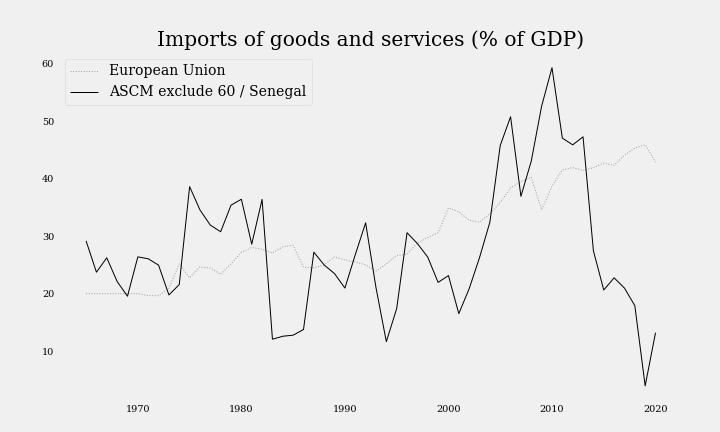 Imports of goods and services (% of GDP)
European Union
ASCM exclude 60 / Senegal
60
50
40
30
20
10
1970 1980 1990 2000 2010 2020